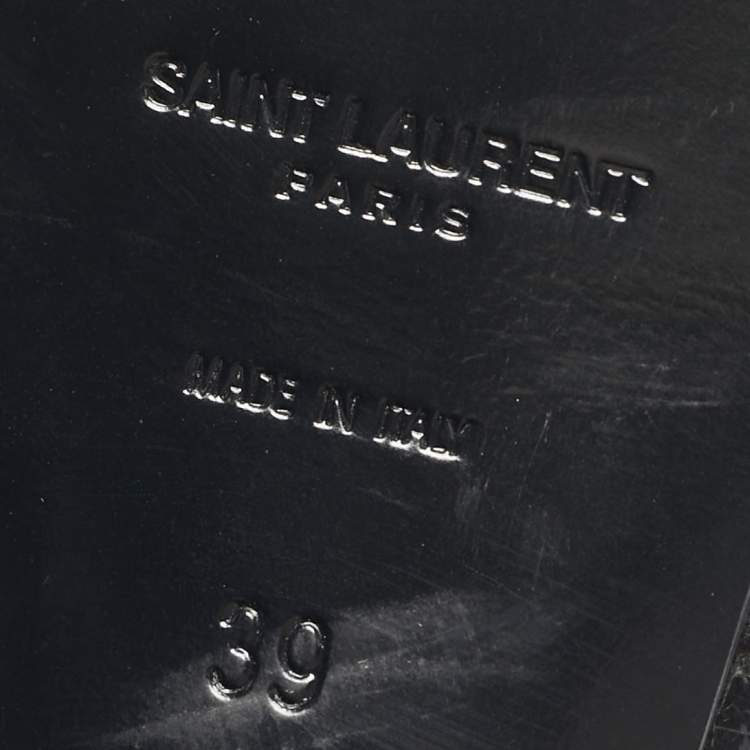 SAINT LAURENT
PARIS
MADE IN ITALY
39